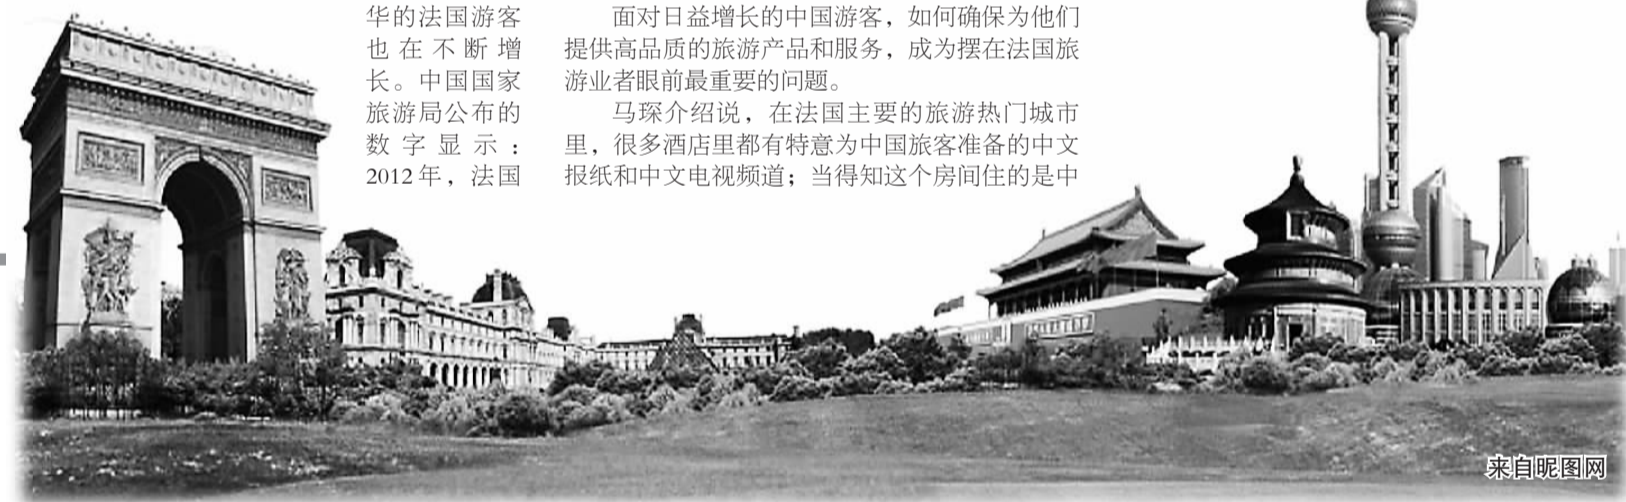 华的法国游客
也在不断增
长。中国国家
旅游局公布的
数字显示：
2012年，法国
面对日益增长的中国游客，如何确保为他们
提供高品质的旅游产品和服务，成为摆在法国旅
游业者眼前最重要的问题。
马琛介绍说，在法国主要的旅游热门城市
里，很多酒店里都有特意为中国旅客准备的中文
报纸和中文电视频道；当得知这个房间住的是中
来自昵图网